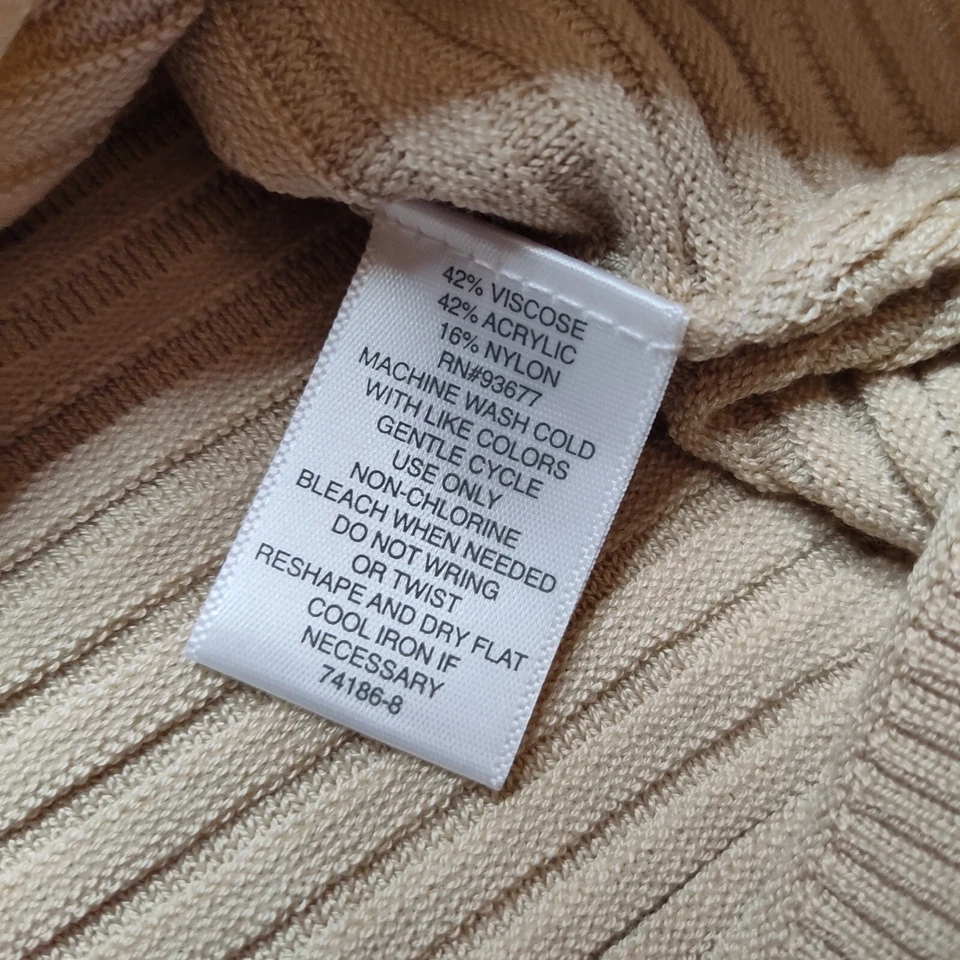 42% VISCOSE
42% ACRYLIC
16% NYLON
RN#93677
MACHINE WASH COLD
WITH LIKE COLORS
GENTLE CYCLE
USE ONLY
NON-CHLORINE
BLEACH WHEN NEEDED
DO NOT WRING
OR TWIST
RESHAPE AND DRY FLAT
COOL IRON IF
NECESSARY
74186-8